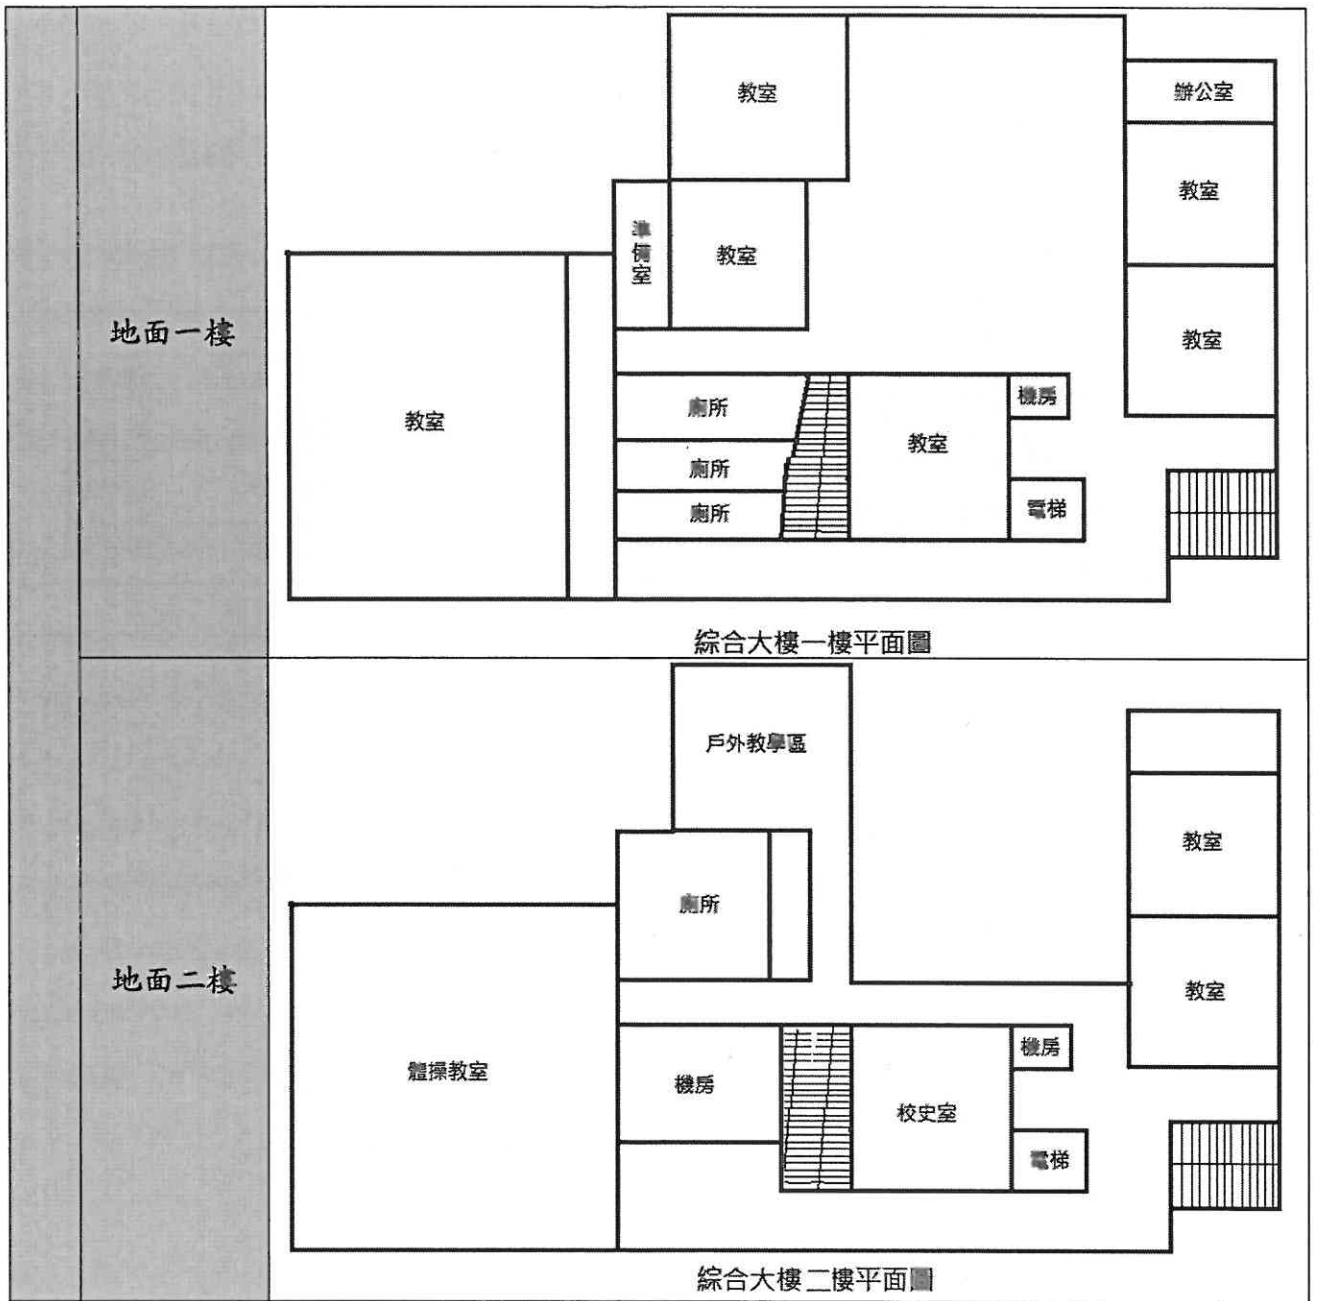 地面一樓
教室
辦公室
教室
準備室
教室
教室
教室
廁所
廁所
廁所
教室
機房
電梯
綜合大樓一樓平面圖
地面二樓
戶外教學區
教室
廁所
教室
體操教室
機房
校史室
機房
電梯
綜合大樓二樓平面圖